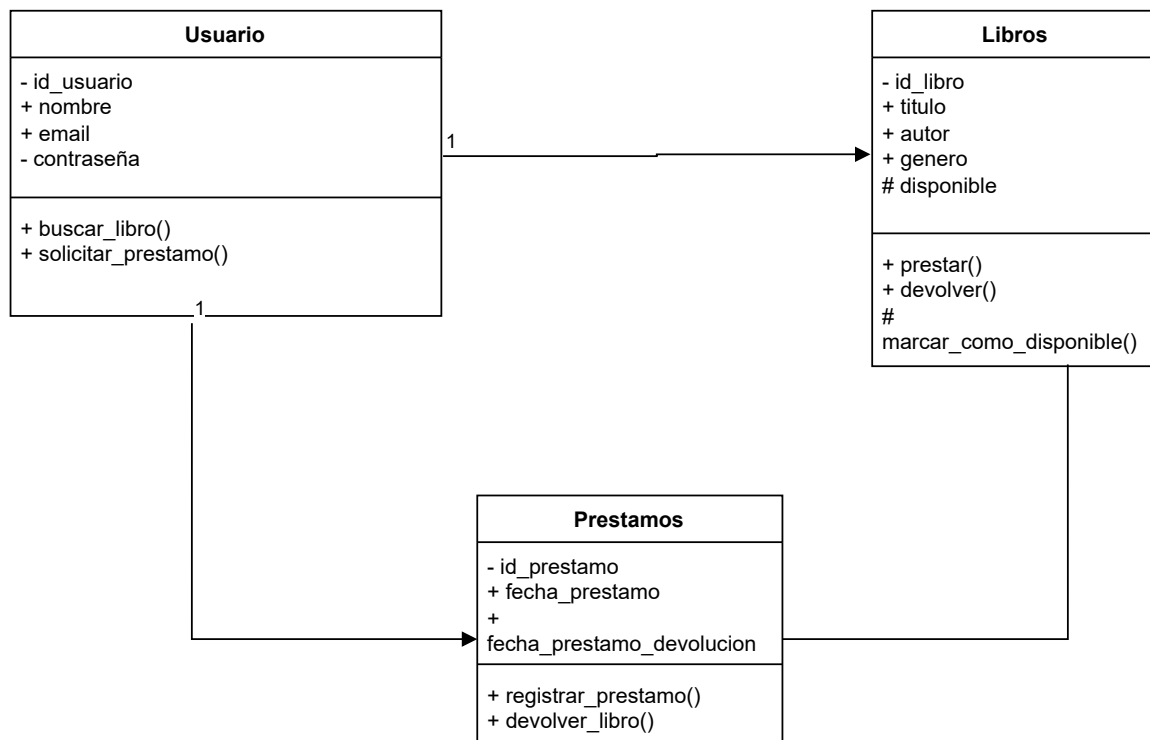 Usuario
- id_usuario
+ nombre
+ email
- contraseña
+ buscar_libro()
+ solicitar_prestamo()
1
1
Libros
- id_libro
+ titulo
+ autor
+ genero
# disponible
+ prestar()
+ devolver()
#
marcar_como_disponible()
Prestamos
- id_prestamo
+ fecha_prestamo
+
fecha_prestamo_devolucion
+ registrar_prestamo()
+ devolver_libro()